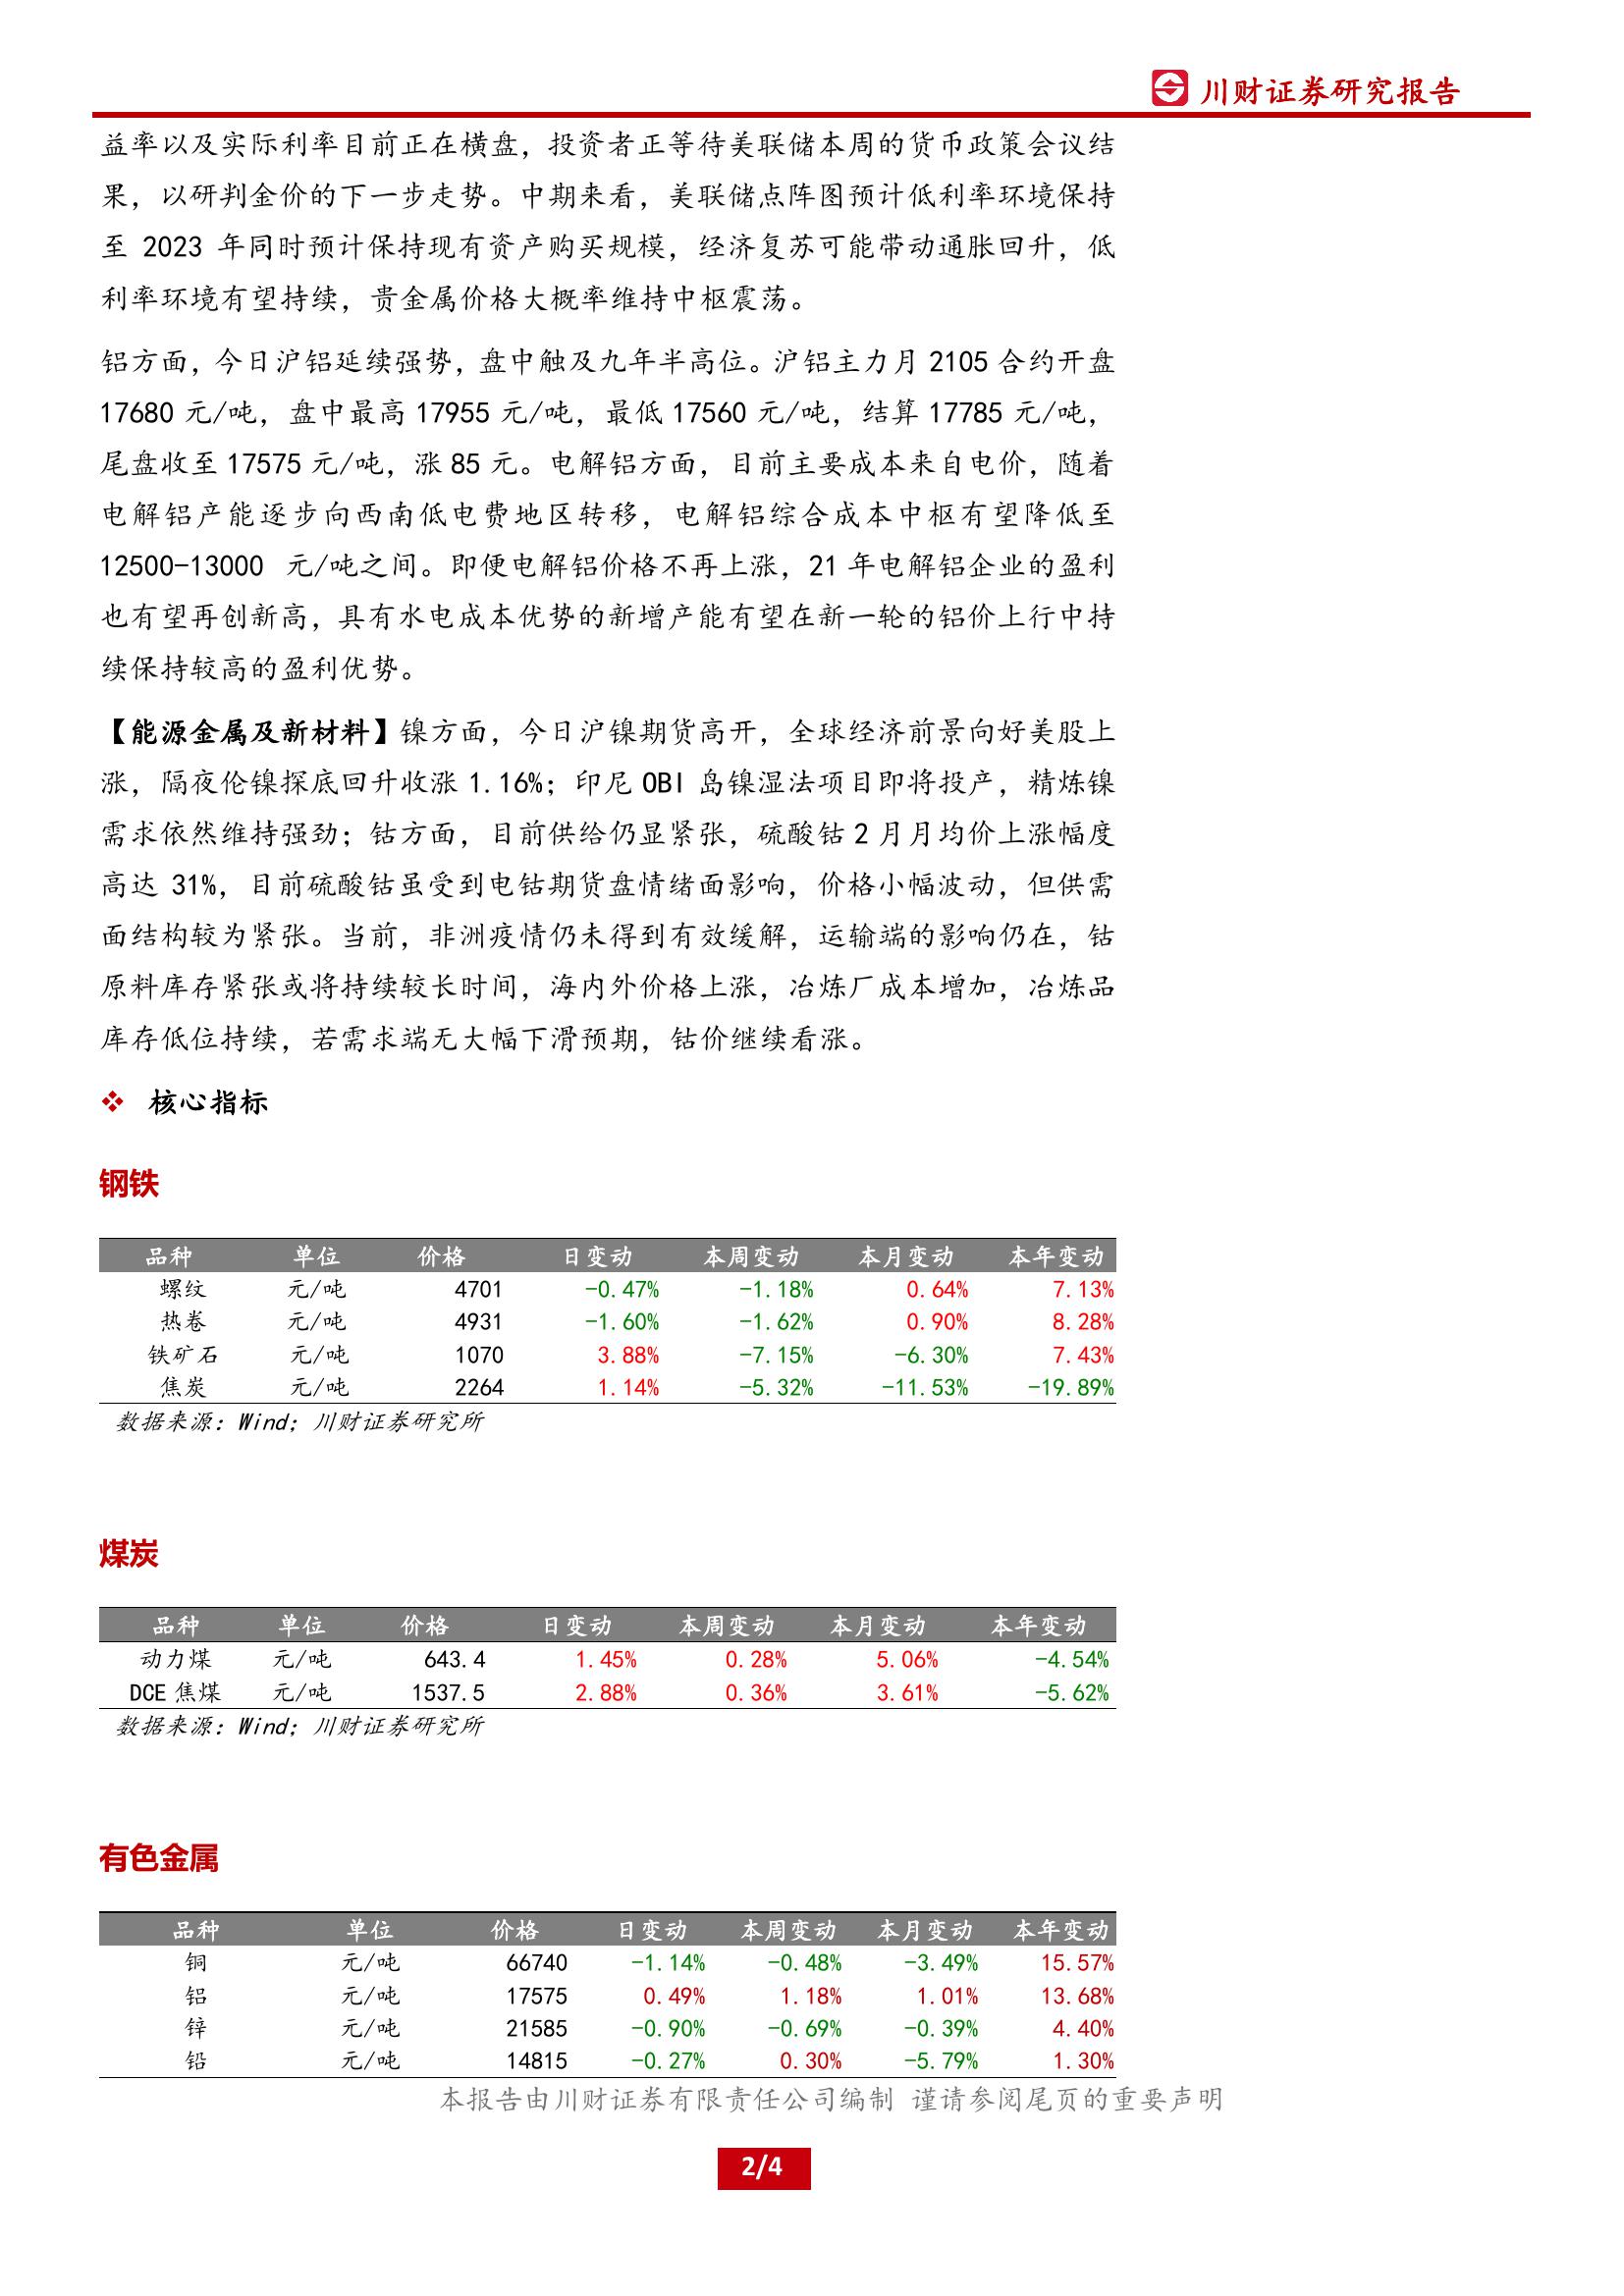 川财证券研究报告
益率以及实际利率目前正在横盘，投资者正等待美联储本周的货币政策会议结
果，以研判金价的下一步走势。中期来看，美联储点阵图预计低利率环境保持
至 2023 年同时预计保持现有资产购买规模，经济复苏可能带动通胀回升，低
利率环境有望持续，贵金属价格大概率维持中枢震荡。
铝方面，今日沪铝延续强势，盘中触及九年半高位。沪铝主力月 2105 合约开盘
17680 元/吨，盘中最高 17955 元/吨，最低 17560 元/吨，结算 17785 元/吨，
尾盘收至 17575 元/吨，涨 85 元。电解铝方面，目前主要成本来自电价，随着
电解铝产能逐步向西南低电费地区转移，电解铝综合成本中枢有望降低至
12500-13000 元/吨之间。即便电解铝价格不再上涨，21 年电解铝企业的盈利
也有望再创新高，具有水电成本优势的新增产能有望在新一轮的铝价上行中持
续保持较高的盈利优势。
【能源金属及新材料】镍方面，今日沪镍期货高开，全球经济前景向好美股上
涨，隔夜伦镍探底回升收涨 1.16%；印尼 OBI 岛镍湿法项目即将投产，精炼镍
需求依然维持强劲；钴方面，目前供给仍显紧张，硫酸钴 2 月月均价上涨幅度
高达 31%，目前硫酸钴虽受到电钴期货盘情绪面影响，价格小幅波动，但供需
面结构较为紧张。当前，非洲疫情仍未得到有效缓解，运输端的影响仍在，钴
原料库存紧张或将持续较长时间，海内外价格上涨，冶炼厂成本增加，冶炼品
库存低位持续，若需求端无大幅下滑预期，钴价继续看涨。
❖ 核心指标
钢铁
品种 单位 价格 日变动 本周变动 本月变动 本年变动
螺纹 元/吨 4701 -0.47% -1.18% 0.64% 7.13%
热卷 元/吨 4931 -1.60% -1.62% 0.90% 8.28%
铁矿石 元/吨 1070 3.88% -7.15% -6.30% 7.43%
焦炭 元/吨 2264 1.14% -5.32% -11.53% -19.89%
数据来源：Wind；川财证券研究所
煤炭
品种 单位 价格 日变动 本周变动 本月变动 本年变动
动力煤 元/吨 643.4 1.45% 0.28% 5.06% -4.54%
DCE 焦煤 元/吨 1537.5 2.88% 0.36% 3.61% -5.62%
数据来源：Wind；川财证券研究所
有色金属
品种 单位 价格 日变动 本周变动 本月变动 本年变动
铜 元/吨 66740 -1.14% -0.48% -3.49% 15.57%
铝 元/吨 17575 0.49% 1.18% 1.01% 13.68%
锌 元/吨 21585 -0.90% -0.69% -0.39% 4.40%
铅 元/吨 14815 -0.27% 0.30% -5.79% 1.30%
本报告由川财证券有限责任公司编制 谨请参阅尾页的重要声明
2/4